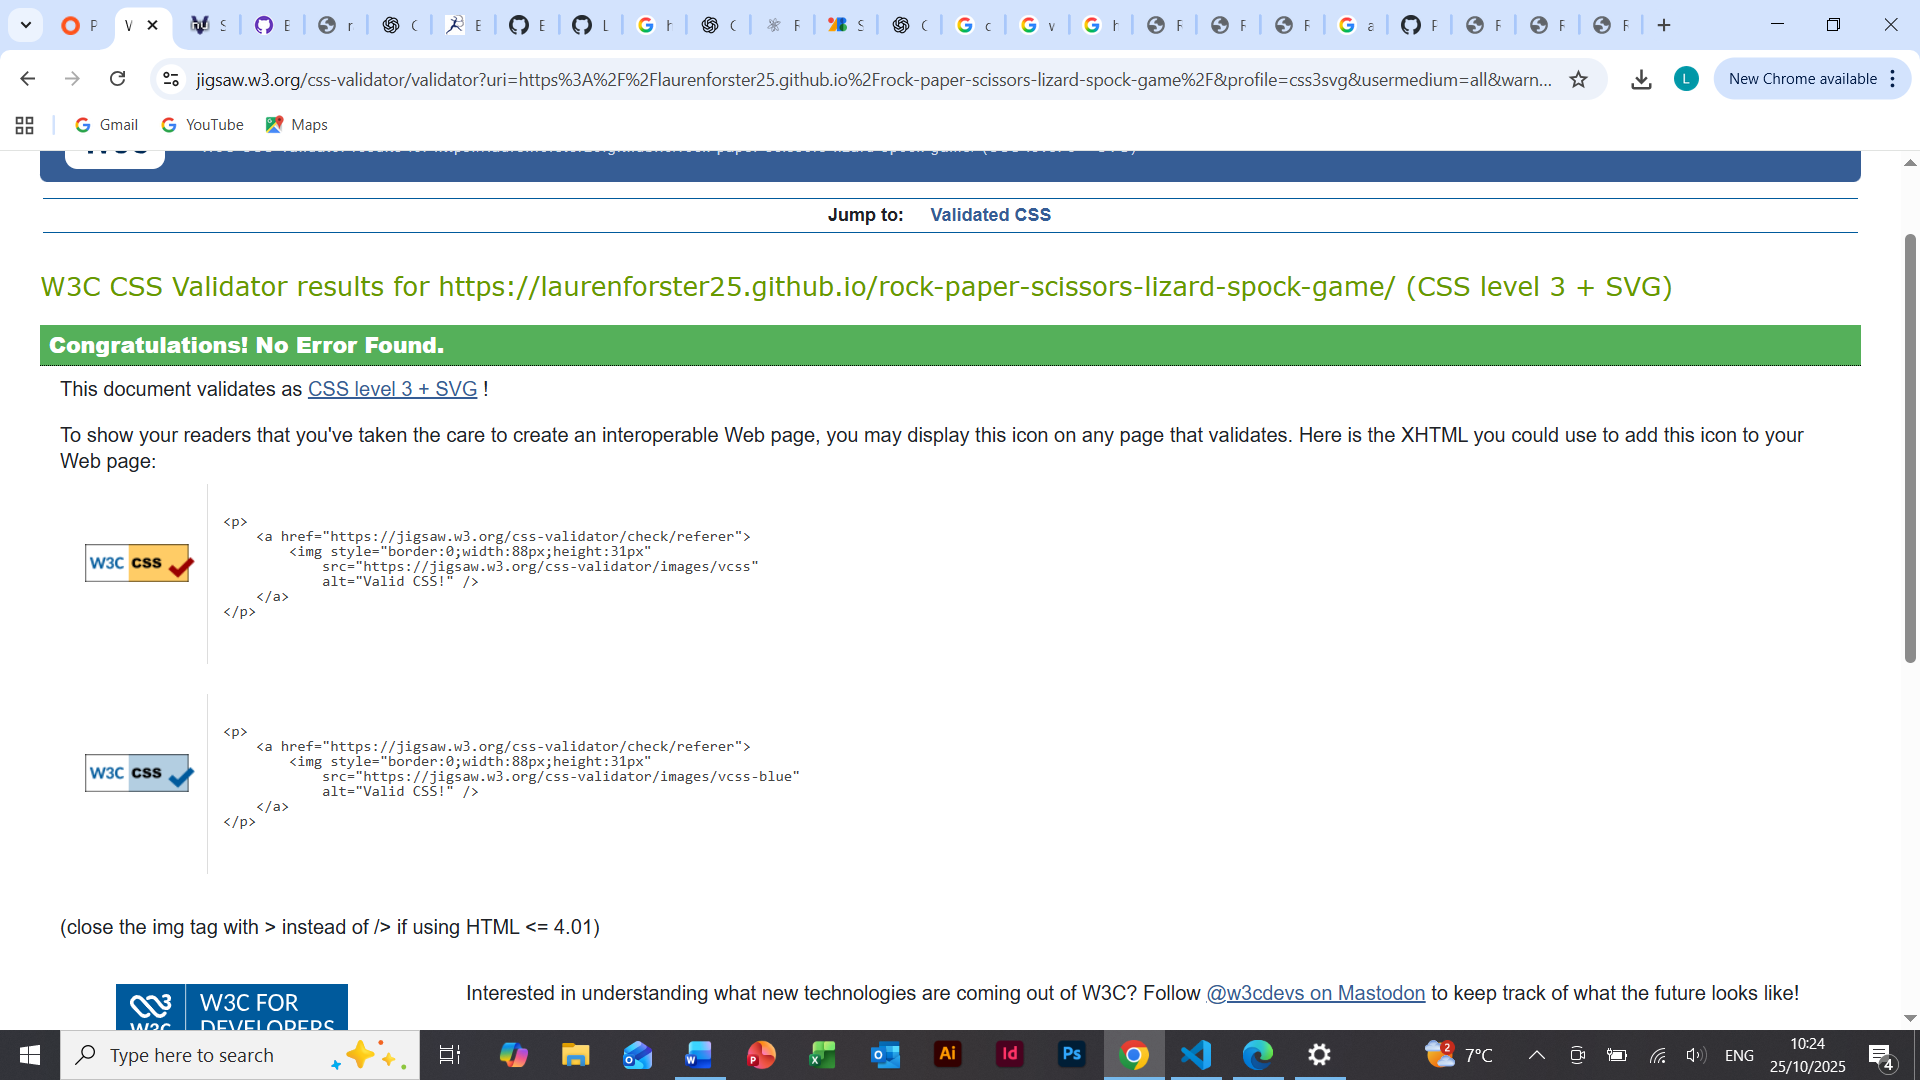 jigsaw.w3.org/css-validator/validator?uri=https%3A%2F%2Flaurenforster25.github.io%2Frock-paper-scissors-lizard-spock-game%2F&profile=css3svg&usermedium=all&warn...
L
New Chrome available
Gmail
YouTube
Maps
Jump to: Validated CSS
W3C CSS Validator results for https://laurenforster25.github.io/rock-paper-scissors-lizard-spock-game/ (CSS level 3 + SVG)
Congratulations! No Error Found.
This document validates as CSS level 3 + SVG !
To show your readers that you've taken the care to create an interoperable Web page, you may display this icon on any page that validates. Here is the XHTML you could use to add this icon to your
Web page:
W3C css
<p>
<a href="https://jigsaw.w3.org/css-validator/check/referer">
<img style="border:0;width:88px;height:31px"
src="https://jigsaw.w3.org/css-validator/images/vcss"
alt="Valid CSS!" />
</a>
</p>
W3C css
<p>
<a href="https://jigsaw.w3.org/css-validator/check/referer">
<img style="border:0;width:88px;height:31px"
src="https://jigsaw.w3.org/css-validator/images/vcss-blue"
alt="Valid CSS!" />
</a>
</p>
(close the img tag with > instead of /> if using HTML <= 4.01)
W3C FOR
DEVELOPERS
Interested in understanding what new technologies are coming out of W3C? Follow @w3cdevs on Mastodon to keep track of what the future looks like!
Type here to search
Ai
Id
Ps
2
7°C
ENG
10:24
25/10/2025
4